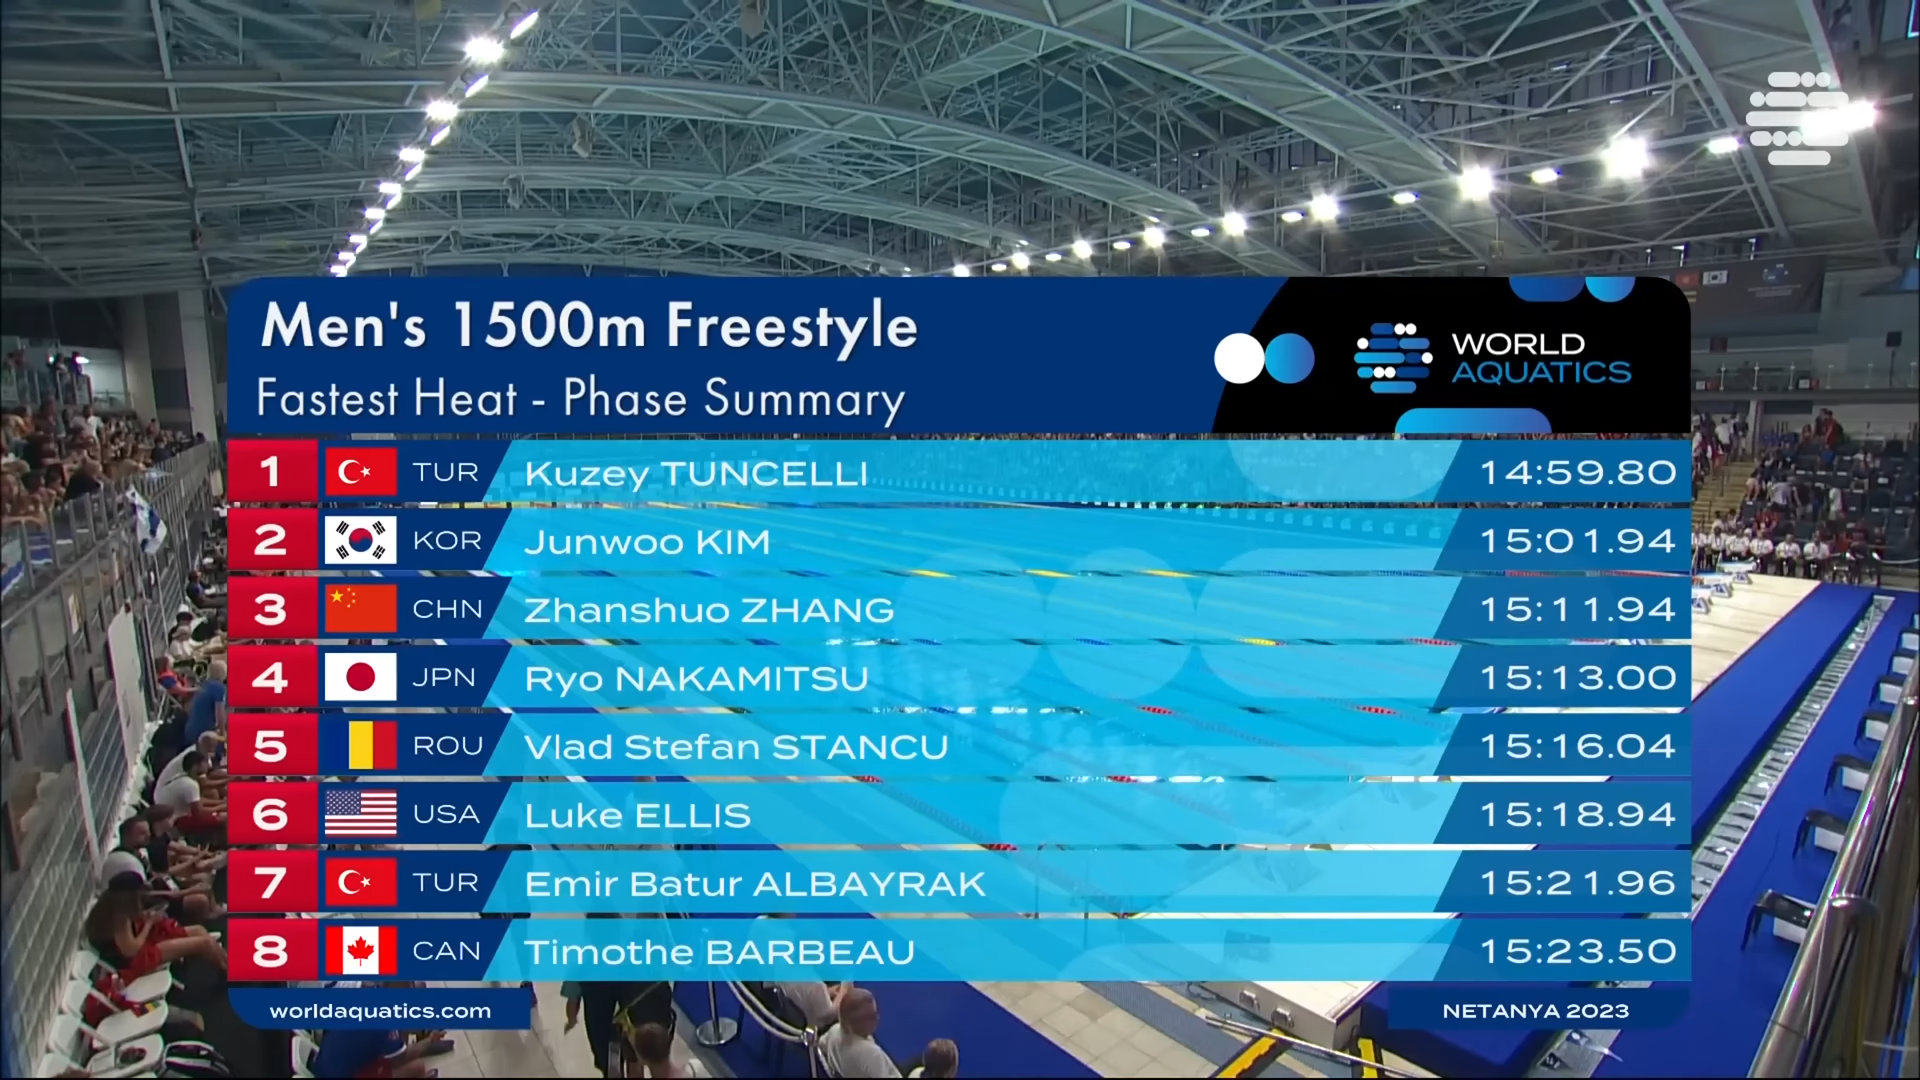 Men's 1500m Freestyle
Fastest Heat - Phase Summary
WORLD
AQUATICS
1 TUR Kuzey TUNCELLI 14:59.80
2 KOR Junwoo KIM 15:01.94
3 CHN Zhanshuo ZHANG 15:11.94
4 JPN Ryo NAKAMITSU 15:13.00
5 ROU Vlad Stefan STANCU 15:16.04
6 USA Luke ELLIS 15:18.94
7 TUR Emir Batur ALBAYRAK 15:21.96
8 CAN Timothe BARBEAU 15:23.50
worldaquatics.com
NETANYA 2023